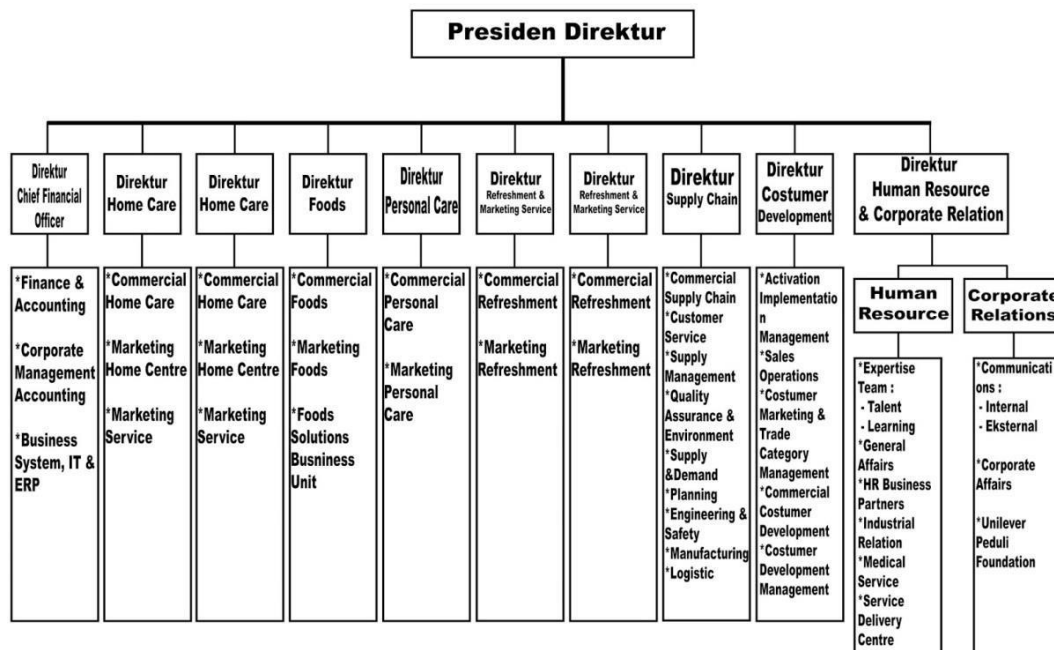 Presiden Direktur
Direktur
Chief Financial
Officer
Direktur
Home Care
Direktur
Home Care
Direktur
Foods
Direktur
Personal Care
Direktur
Refreshment &
Marketing Service
Direktur
Refreshment &
Marketing Service
Direktur
Supply Chain
Direktur
Costumer
Development
Direktur
Human Resource
& Corporate Relation
*Finance &
Accounting
*Corporate
Management
Accounting
*Business
System, IT &
ERP
*Commercial
Home Care
*Marketing
Home Centre
*Marketing
Service
*Commercial
Home Care
*Marketing
Home Centre
*Marketing
Service
*Commercial
Foods
*Marketing
Foods
*Foods
Solutions
Busniness
Unit
*Commercial
Personal
Care
*Marketing
Personal
Care
*Commercial
Refreshment
*Marketing
Refreshment
*Commercial
Refreshment
*Marketing
Refreshment
*Commercial
Supply Chain
*Customer
Service
*Supply
Management
*Quality
Assurance &
Environment
*Supply
&Demand
*Planning
*Engineering &
Safety
*Manufacturing
*Logistic
*Activation
Implementatio
n
Management
*Sales
Operations
*Costumer
Marketing &
Trade
Category
Management
*Commercial
Costumer
Development
*Costumer
Development
Management
Human
Resource
*Expertise
Team :
- Talent
- Learning
*General
Affairs
*HR Business
Partners
*Industrial
Relation
*Medical
Service
*Service
Delivery
Centre
Corporate
Relations
*Communicati
ons :
- Internal
- Eksternal
*Corporate
Affairs
*Unilever
Peduli
Foundation